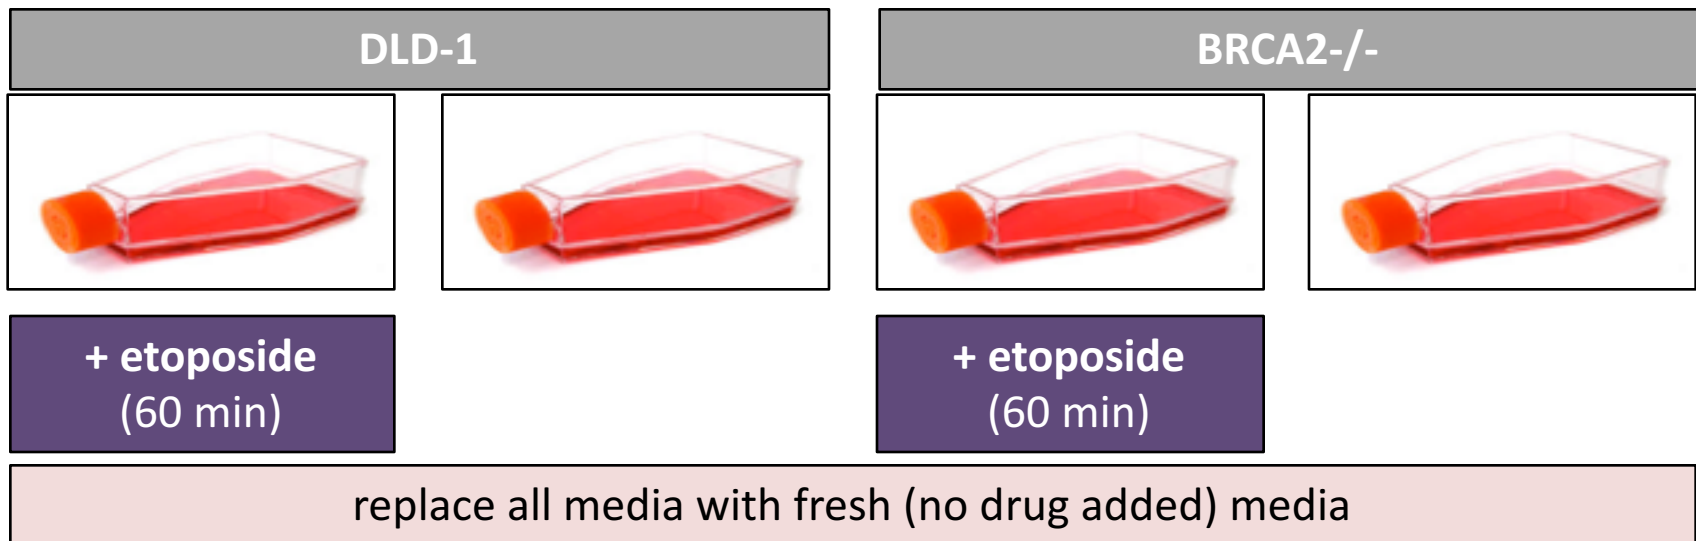 DLD-1
BRCA2-/-
+ etoposide
(60 min)
+ etoposide
(60 min)
replace all media with fresh (no drug added) media